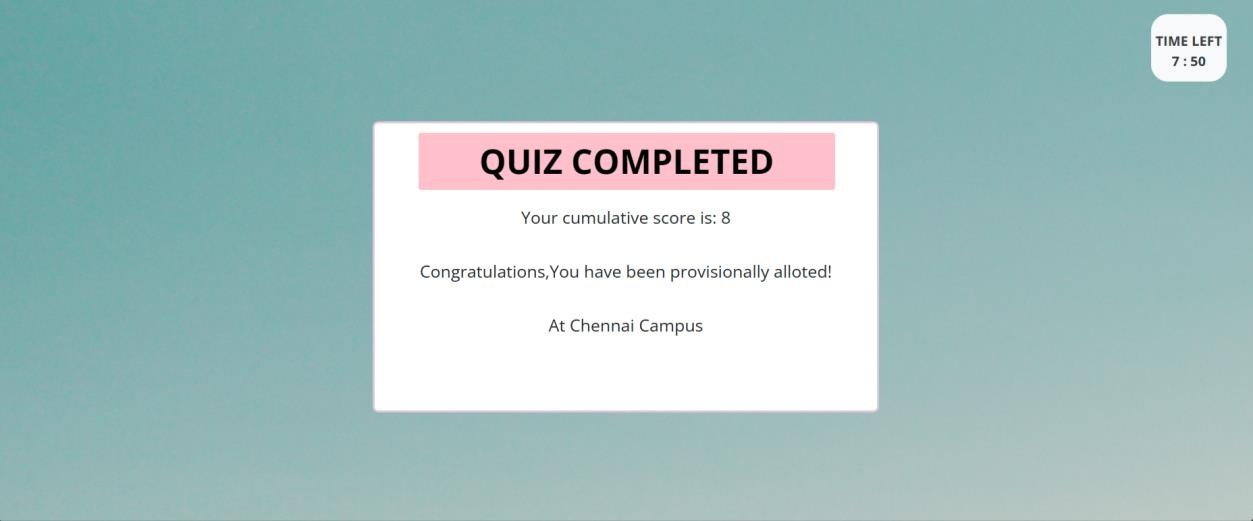 TIME LEFT
7 : 50
QUIZ COMPLETED
Your cumulative score is: 8
Congratulations,You have been provisionally alloted!
At Chennai Campus